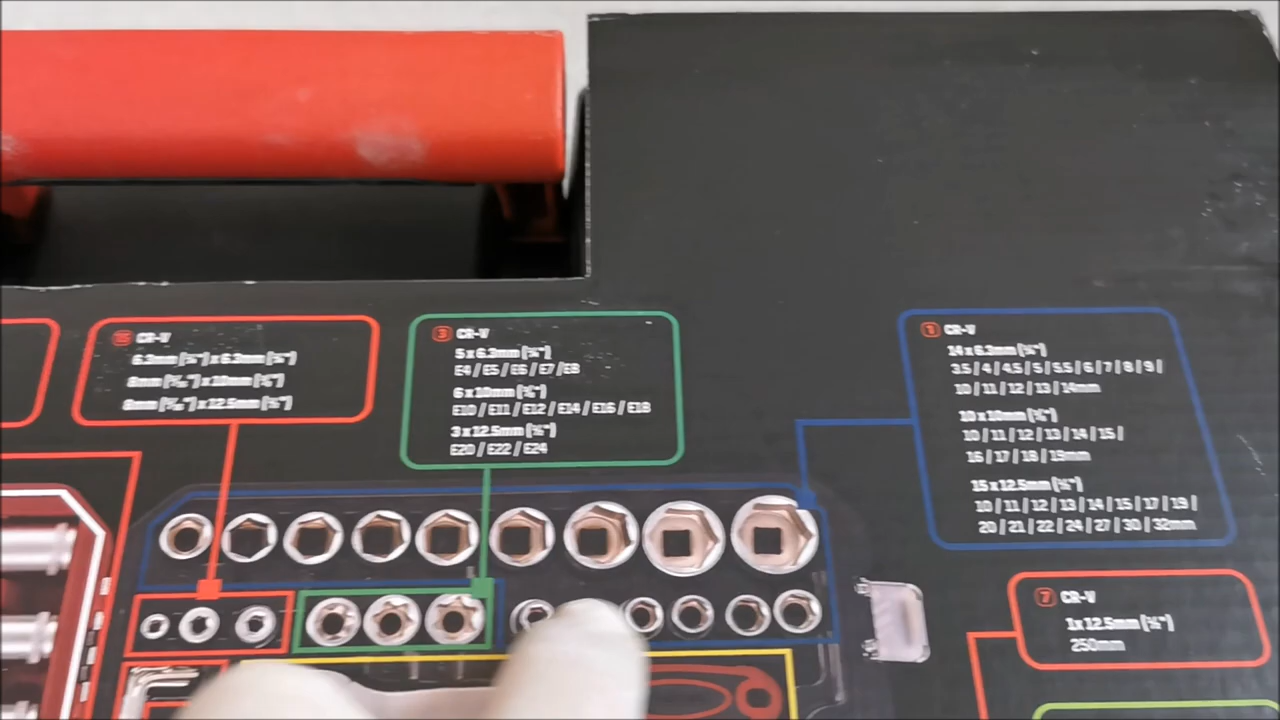 15 CR-V
6.3mm (¼") x 6.3mm (¼")
8mm (⁵⁄₁₆") x 10mm (⅜")
8mm (⁵⁄₁₆") x 12.5mm (½")
3 CR-V
5 x 6.3mm (¼")
E4 / E5 / E6 / E7 / E8
6 x 10mm (⅜")
E10 / E11 / E12 / E14 / E16 / E18
3 x 12.5mm (½")
E20 / E22 / E24
1 CR-V
14 x 6.3mm (¼")
3.5 / 4 / 4.5 / 5 / 5.5 / 6 / 7 / 8 / 9 /
10 / 11 / 12 / 13 / 14mm
10 x 10mm (⅜")
10 / 11 / 12 / 13 / 14 / 15 /
16 / 17 / 18 / 19mm
15 x 12.5mm (½")
10 / 11 / 12 / 13 / 14 / 15 / 17 / 19 /
20 / 21 / 22 / 24 / 27 / 30 / 32mm
7 CR-V
1 x 12.5mm (½")
250mm